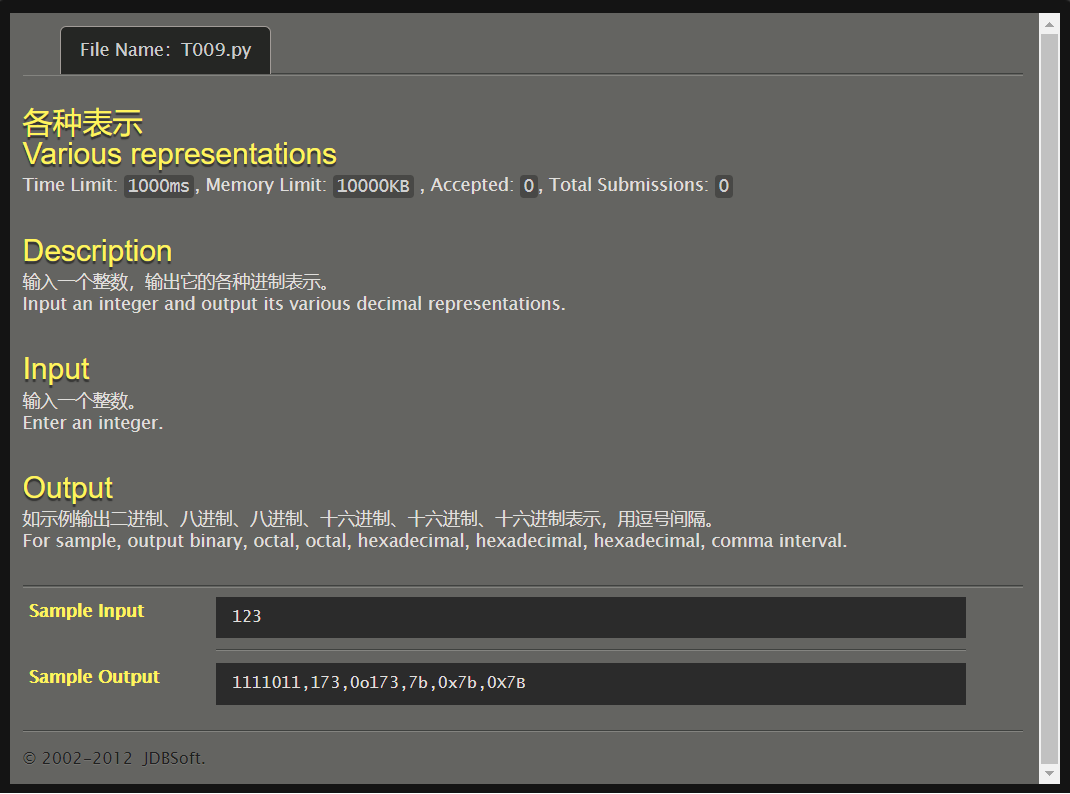 File Name: T009.py
各种表示
Various representations
Time Limit: 1000ms, Memory Limit: 10000KB , Accepted: 0, Total Submissions: 0
Description
输入一个整数，输出它的各种进制表示。
Input an integer and output its various decimal representations.
Input
输入一个整数。
Enter an integer.
Output
如示例输出二进制、八进制、八进制、十六进制、十六进制、十六进制表示，用逗号间隔。
For sample, output binary, octal, octal, hexadecimal, hexadecimal, hexadecimal, comma interval.
Sample Input
123
Sample Output
1111011,173,0o173,7b,0x7b,0X7B
© 2002-2012 JDBSoft.